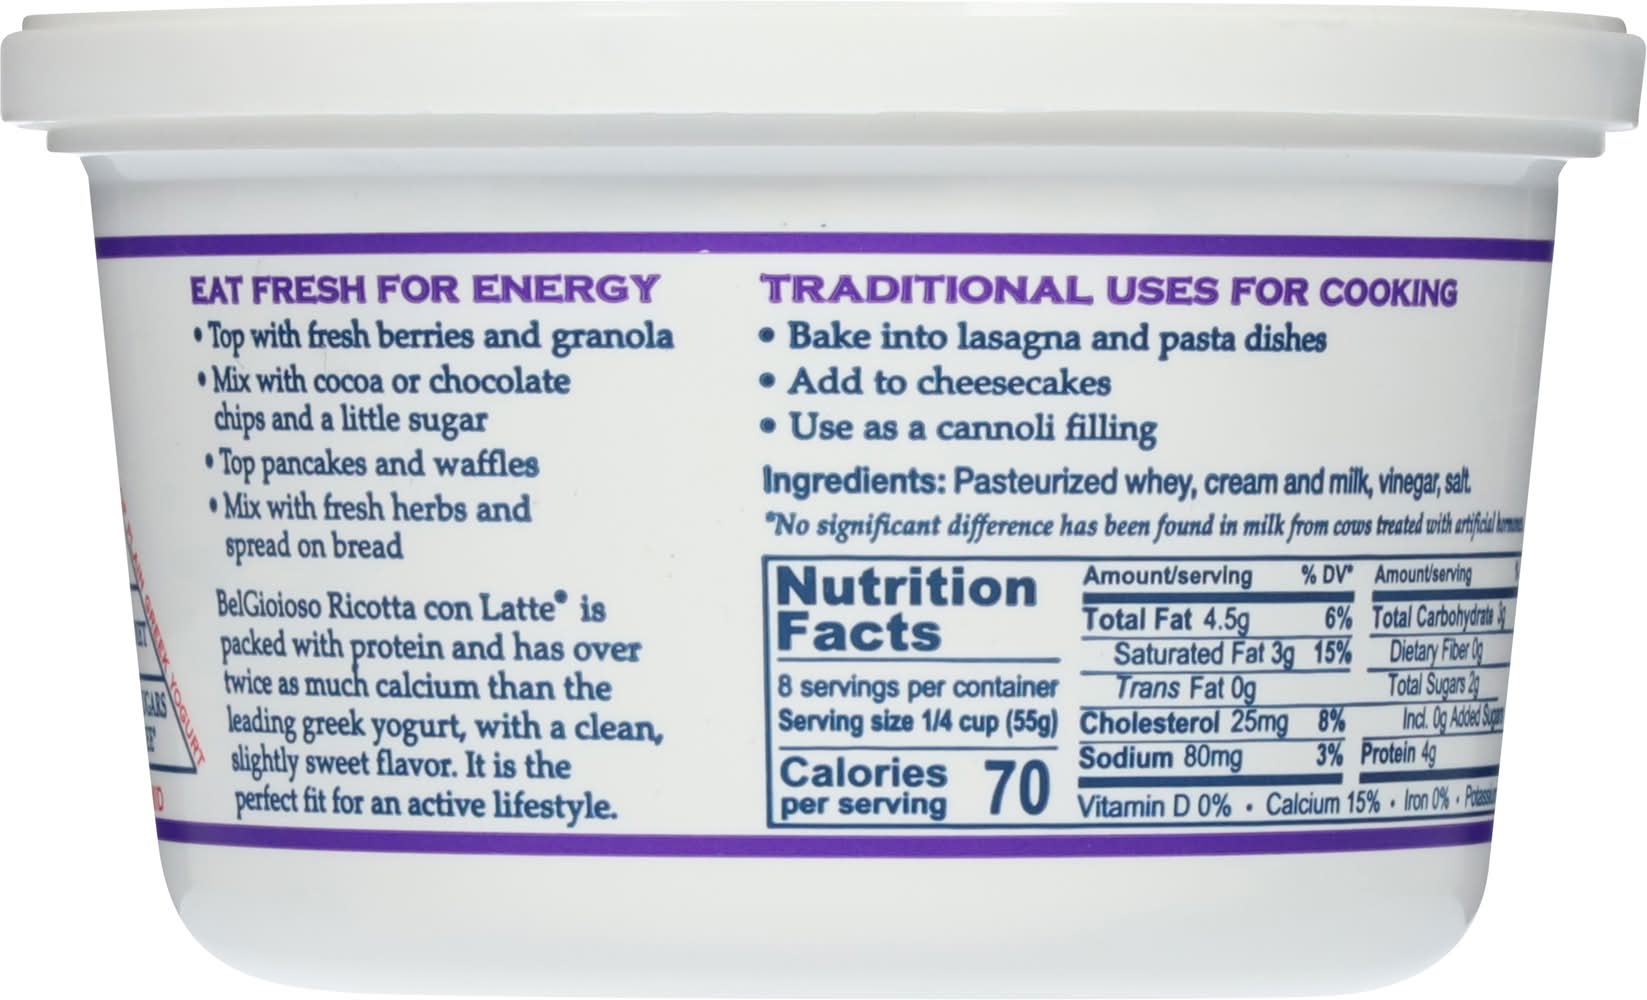 EAT FRESH FOR ENERGY
• Top with fresh berries and granola
• Mix with cocoa or chocolate
chips and a little sugar
• Top pancakes and waffles
• Mix with fresh herbs and
spread on bread
BelGioioso Ricotta con Latte® is
packed with protein and has over
twice as much calcium than the
leading greek yogurt, with a clean,
slightly sweet flavor. It is the
perfect fit for an active lifestyle.
GREEK YOGURT
TRADITIONAL USES FOR COOKING
• Bake into lasagna and pasta dishes
• Add to cheesecakes
• Use as a cannoli filling
Ingredients: Pasteurized whey, cream and milk, vinegar, salt.
*No significant difference has been found in milk from cows treated with artificial
Nutrition
Facts
8 servings per container
Serving size 1/4 cup (55g)
Calories
per serving 70
Amount/serving % DV*
Total Fat 4.5g 6%
Saturated Fat 3g 15%
Trans Fat 0g
Cholesterol 25mg 8%
Sodium 80mg 3%
Amount/serving
Total Carbohydrate 3g
Dietary Fiber 0g
Total Sugars 2g
Incl. 0g Added Sugars
Protein 4g
Vitamin D 0% • Calcium 15% • Iron 0% •